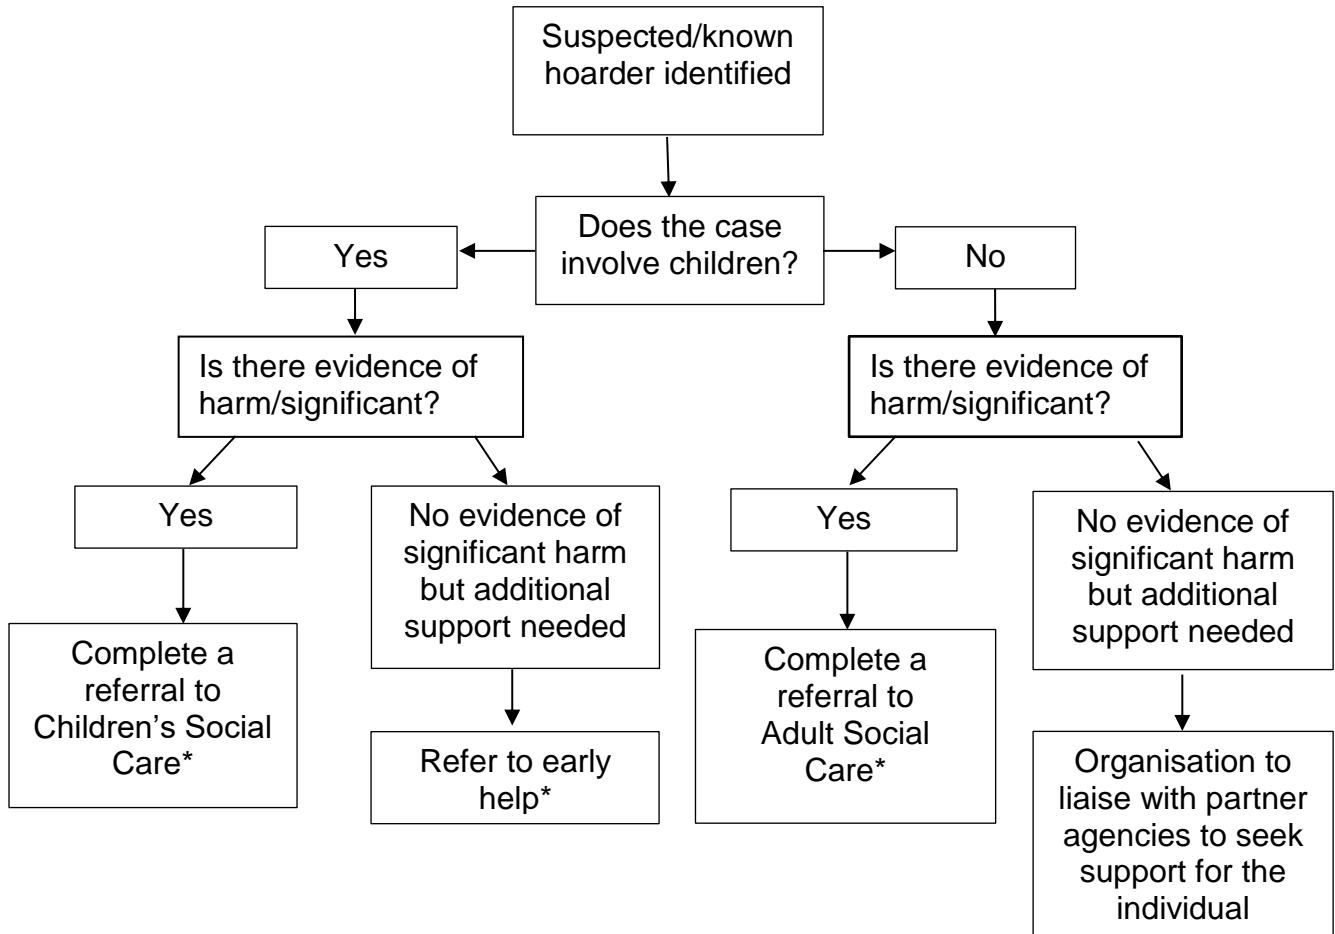 Suspected/known
hoarder identified
Does the case
involve children?
Yes
No
Is there evidence of
harm/significant?
Is there evidence of
harm/significant?
Yes
No evidence of
significant harm
but additional
support needed
Yes
No evidence of
significant harm
but additional
support needed
Complete a
referral to
Children’s Social
Care*
Refer to early
help*
Complete a
referral to
Adult Social
Care*
Organisation to
liaise with partner
agencies to seek
support for the
individual